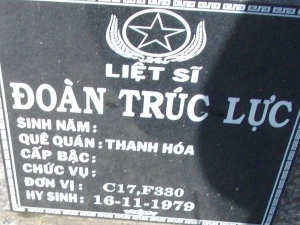 LIỆT SĨ
ĐOÀN TRÚC LỰC
SINH NĂM:
QUÊ QUÁN: THANH HÓA
CẤP BẬC:
CHỨC VỤ:
ĐƠN VỊ: C17,F330
HY SINH: 16-11-1979